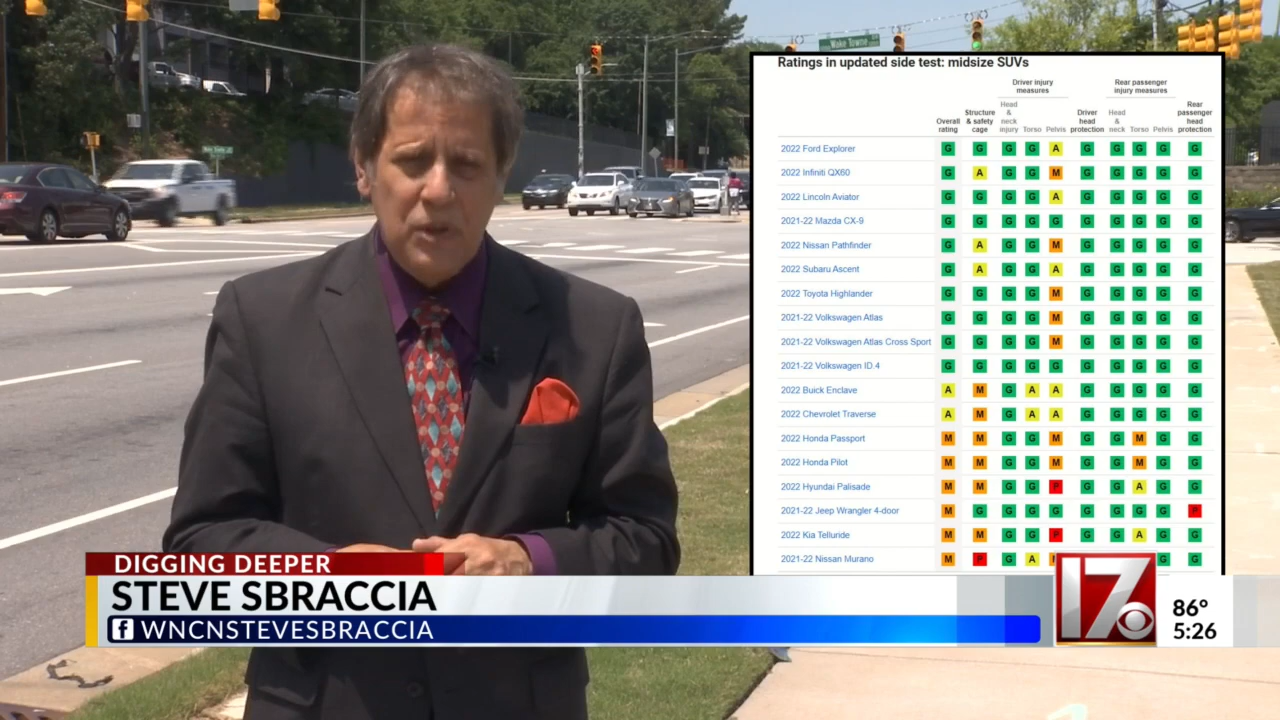 Wake Towne
Ratings in updated side test: midsize SUVs
Driver injury measures
Rear passenger injury measures
Overall rating
Structure & safety cage
Head & neck injury
Torso
Pelvis
Driver head protection
Head & neck
Torso
Pelvis
Rear passenger head protection
2022 Ford Explorer G G G G A G G G G G
2022 Infiniti QX60 G A G G M G G G G G
2022 Lincoln Aviator G G G G A G G G G G
2021-22 Mazda CX-9 G G G G G G G G G G
2022 Nissan Pathfinder G A G G M G G G G G
2022 Subaru Ascent G A G G A G G G G G
2022 Toyota Highlander G G G G M G G G G G
2021-22 Volkswagen Atlas G G G G M G G G G G
2021-22 Volkswagen Atlas Cross Sport G G G G M G G G G G
2021-22 Volkswagen ID.4 G G G G G G G G G G
2022 Buick Enclave A M G A A G G G G G
2022 Chevrolet Traverse A M G A A G G G G G
2022 Honda Passport M M G G M G G M G G
2022 Honda Pilot M M G G M G G M G G
2022 Hyundai Palisade M M G G P G G A G G
2021-22 Jeep Wrangler 4-door M G G G G G G G G P
2022 Kia Telluride M M G G P G G A G G
2021-22 Nissan Murano M P G A G G
DIGGING DEEPER
STEVE SBRACCIA
f WNCNSTEVESBRACCIA
17
86°
5:26